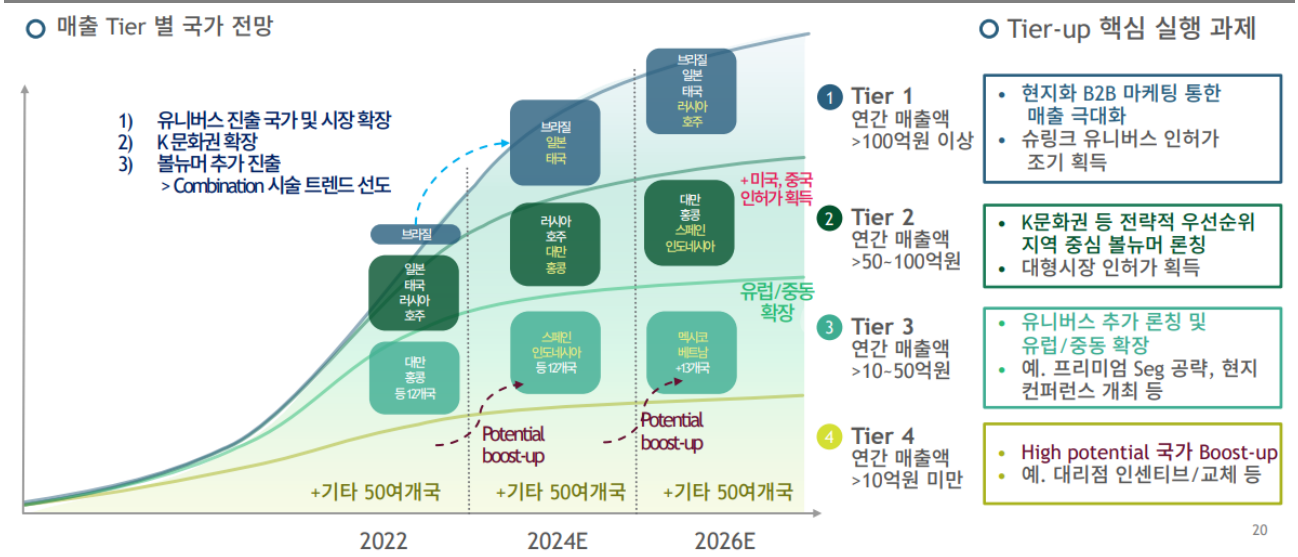 매출 Tier 별 국가 전망
1) 유니버스 진출 국가 및 시장 확장
2) K 문화권 확장
3) 볼뉴머 추가 진출
> Combination 시술 트렌드 선도
브라질
일본
태국
러시아
호주
대만
홍콩
등 12개국
브라질
일본
태국
러시아
호주
대만
홍콩
스페인
인도네시아
등 12개국
브라질
일본
태국
러시아
호주
대만
홍콩
스페인
인도네시아
멕시코
베트남
+13개국
+ 미국, 중국
인허가 획득
유럽/중동
확장
Potential
boost-up
Potential
boost-up
+기타 50여개국
+기타 50여개국
+기타 50여개국
2022
2024E
2026E
1 Tier 1
연간 매출액
>100억원 이상
2 Tier 2
연간 매출액
>50~100억원
3 Tier 3
연간 매출액
>10~50억원
4 Tier 4
연간 매출액
>10억원 미만
Tier-up 핵심 실행 과제
• 현지화 B2B 마케팅 통한
매출 극대화
• 슈링크 유니버스 인허가
조기 획득
• K문화권 등 전략적 우선순위
지역 중심 볼뉴머 론칭
• 대형시장 인허가 획득
• 유니버스 추가 론칭 및
유럽/중동 확장
• 예. 프리미엄 Seg 공략, 현지
컨퍼런스 개최 등
• High potential 국가 Boost-up
• 예. 대리점 인센티브/교체 등
20